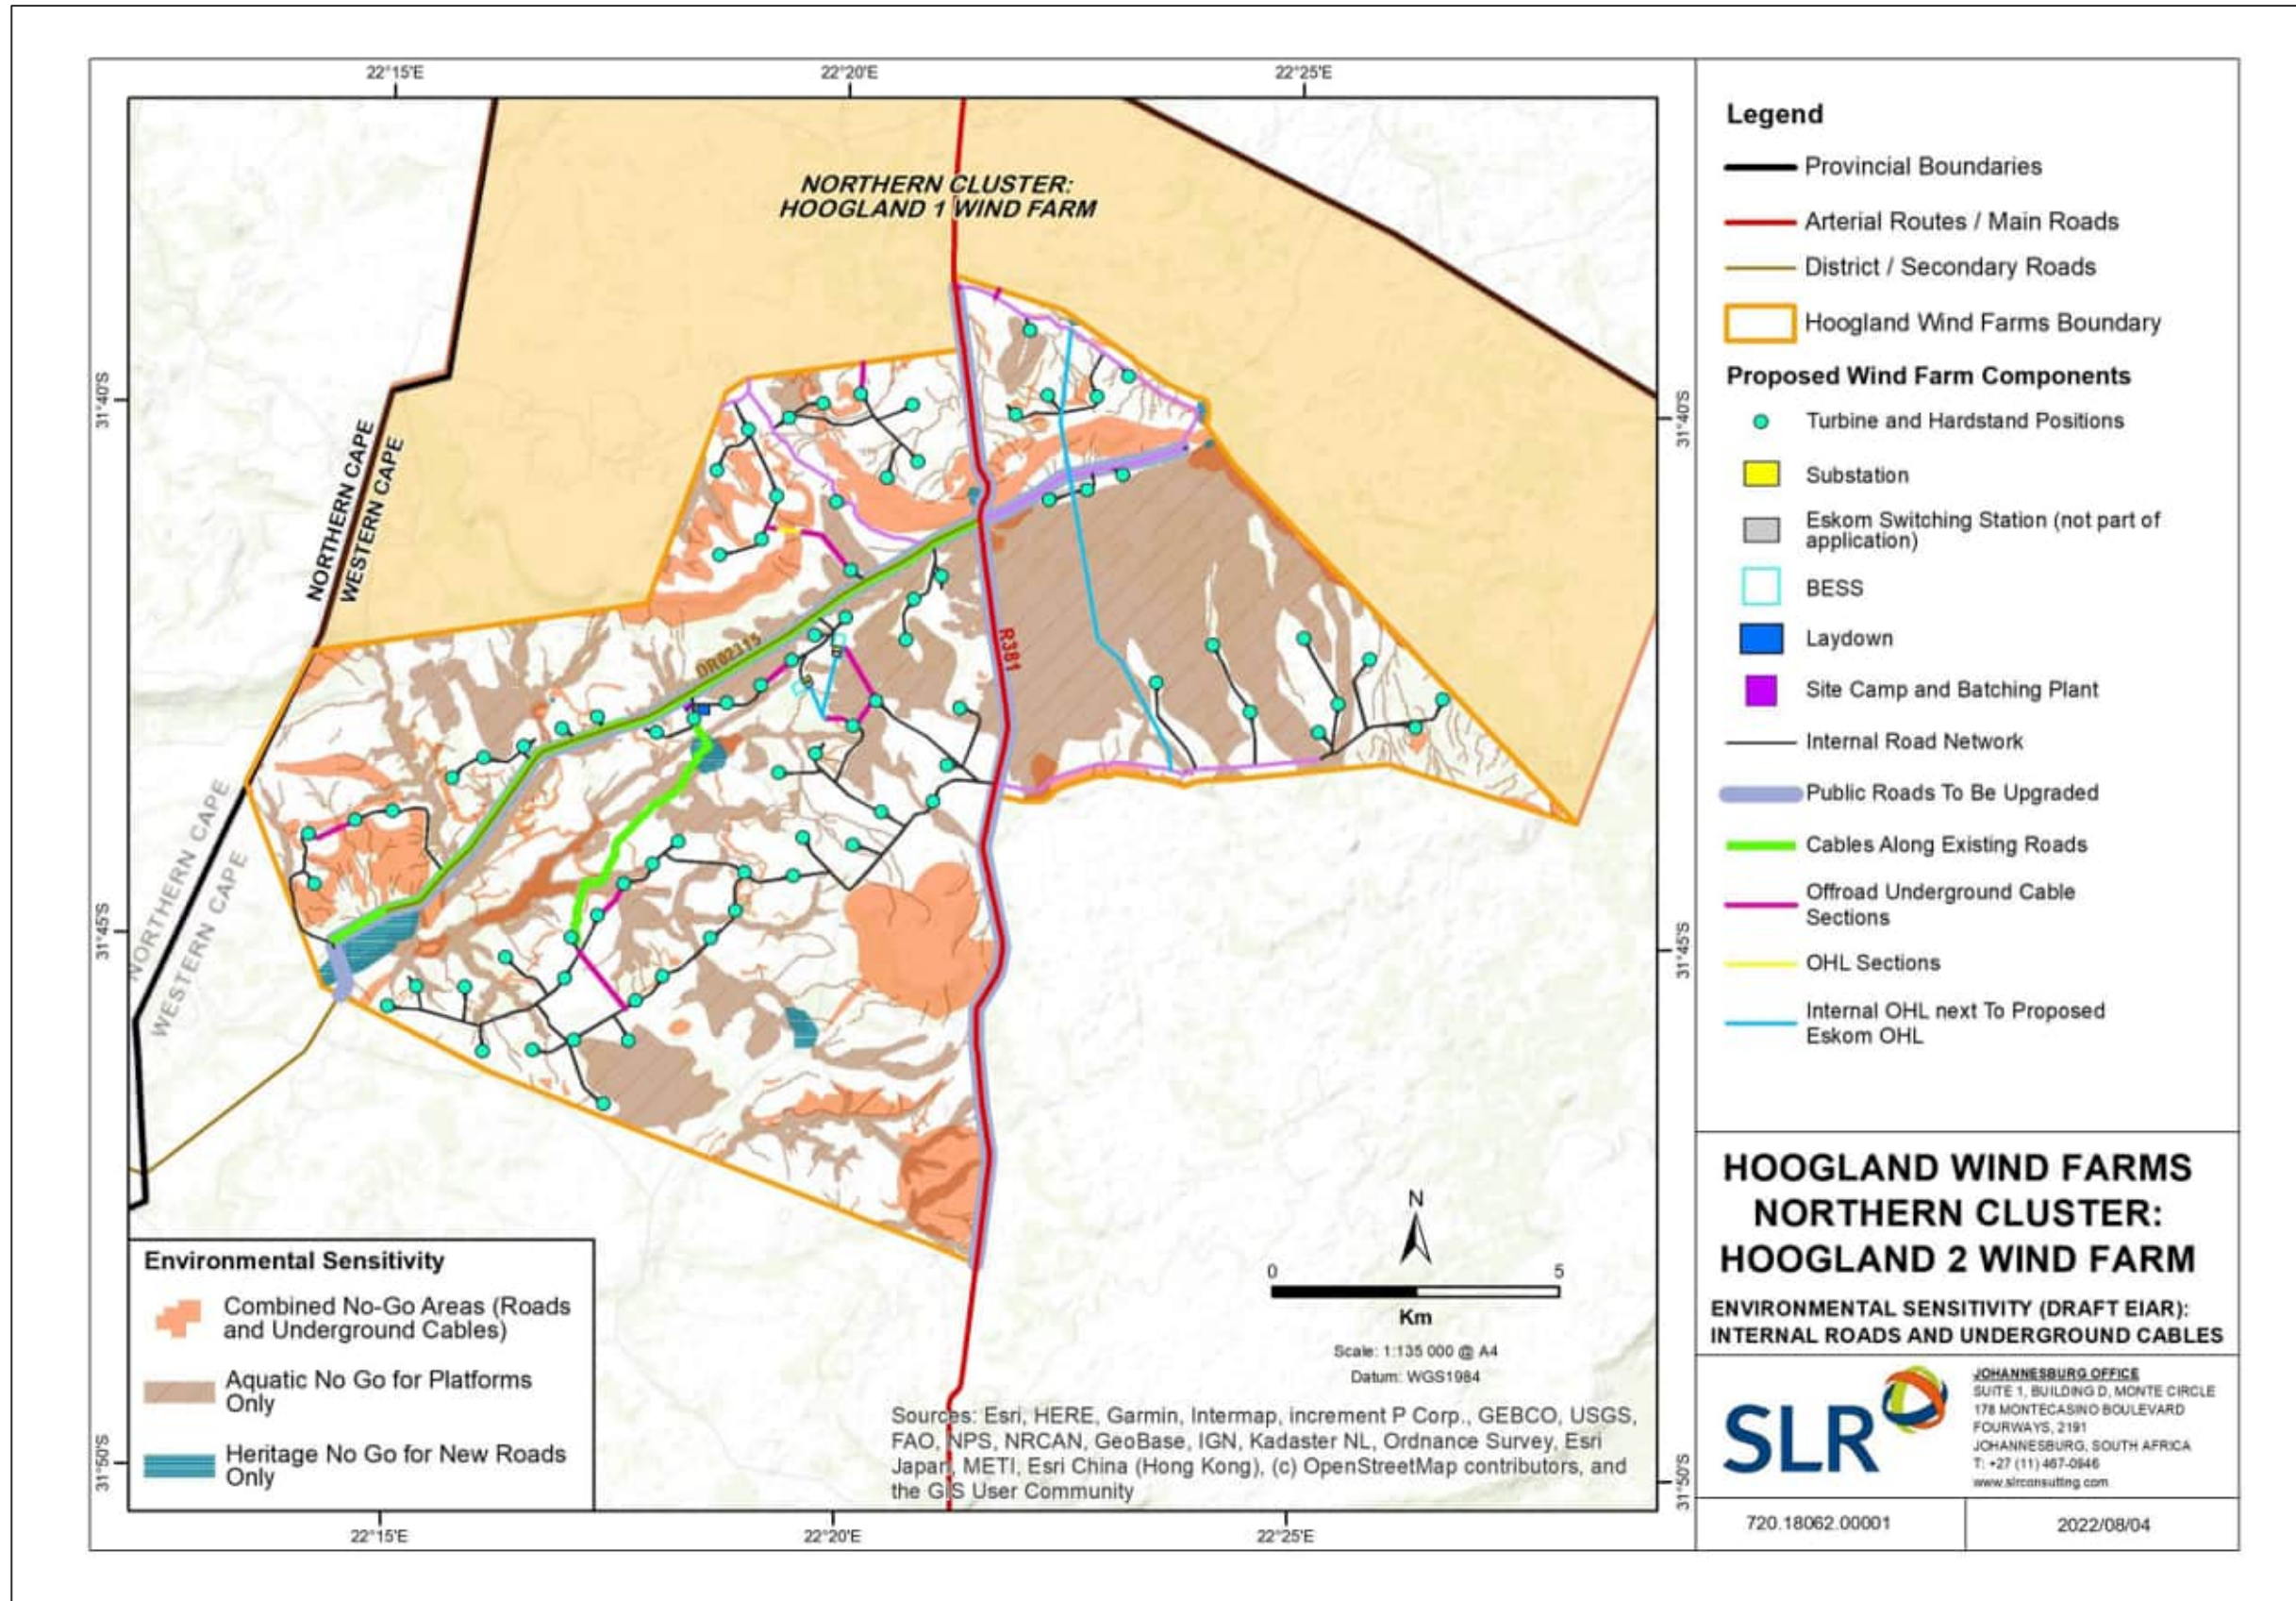 22°15'E
22°20'E
22°25'E
NORTHERN CLUSTER:
HOOGLAND 1 WIND FARM
31°40'S
31°40'S
NORTHERN CAPE
WESTERN CAPE
DR02315
R381
NORTHERN CAPE
WESTERN CAPE
31°45'S
31°45'S
N
0
5
Km
Scale: 1:135 000 @ A4
Datum: WGS1984
Sources: Esri, HERE, Garmin, Intermap, increment P Corp., GEBCO, USGS,
FAO, NPS, NRCAN, GeoBase, IGN, Kadaster NL, Ordnance Survey, Esri
Japan, METI, Esri China (Hong Kong), (c) OpenStreetMap contributors, and
the GIS User Community
31°50'S
31°50'S
22°15'E
22°20'E
22°25'E
Environmental Sensitivity
Combined No-Go Areas (Roads
and Underground Cables)
Aquatic No Go for Platforms
Only
Heritage No Go for New Roads
Only
Legend
Provincial Boundaries
Arterial Routes / Main Roads
District / Secondary Roads
Hoogland Wind Farms Boundary
Proposed Wind Farm Components
Turbine and Hardstand Positions
Substation
Eskom Switching Station (not part of
application)
BESS
Laydown
Site Camp and Batching Plant
Internal Road Network
Public Roads To Be Upgraded
Cables Along Existing Roads
Offroad Underground Cable
Sections
OHL Sections
Internal OHL next To Proposed
Eskom OHL
HOOGLAND WIND FARMS
NORTHERN CLUSTER:
HOOGLAND 2 WIND FARM
ENVIRONMENTAL SENSITIVITY (DRAFT EIAR):
INTERNAL ROADS AND UNDERGROUND CABLES
SLR
JOHANNESBURG OFFICE
SUITE 1, BUILDING D, MONTE CIRCLE
178 MONTECASINO BOULEVARD
FOURWAYS, 2191
JOHANNESBURG, SOUTH AFRICA
T: +27 (11) 467-0946
www.slrconsulting.com
720.18062.00001
2022/08/04